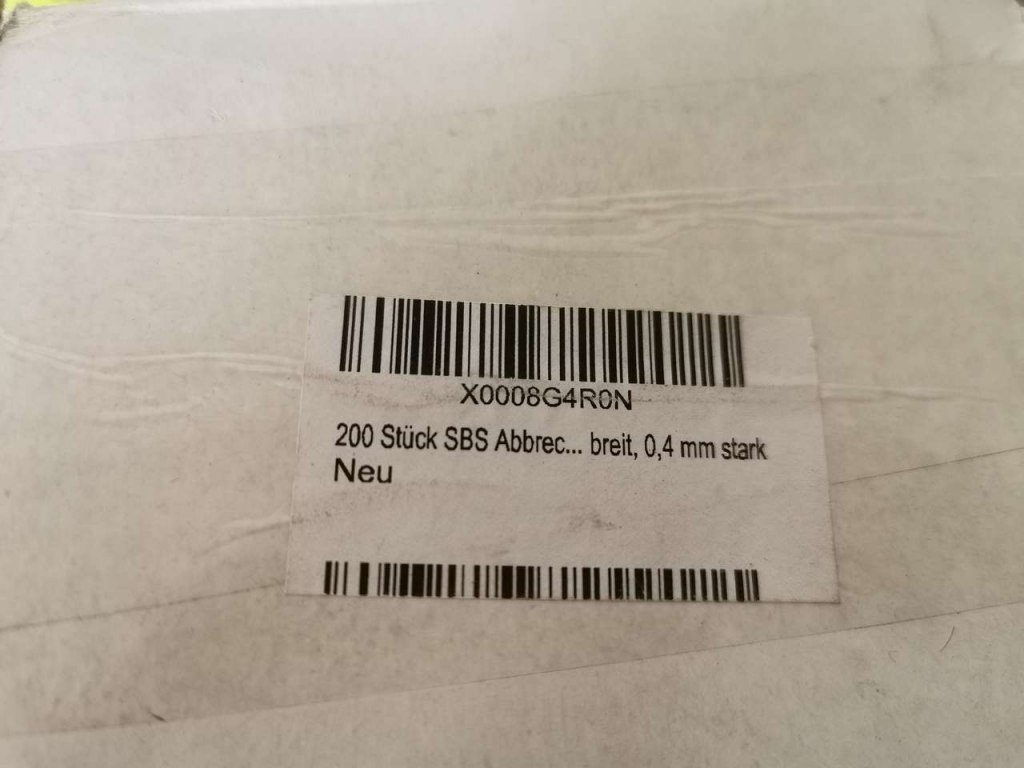 X0008G4R0N
200 Stück SBS Abbrec... breit, 0,4 mm stark
Neu